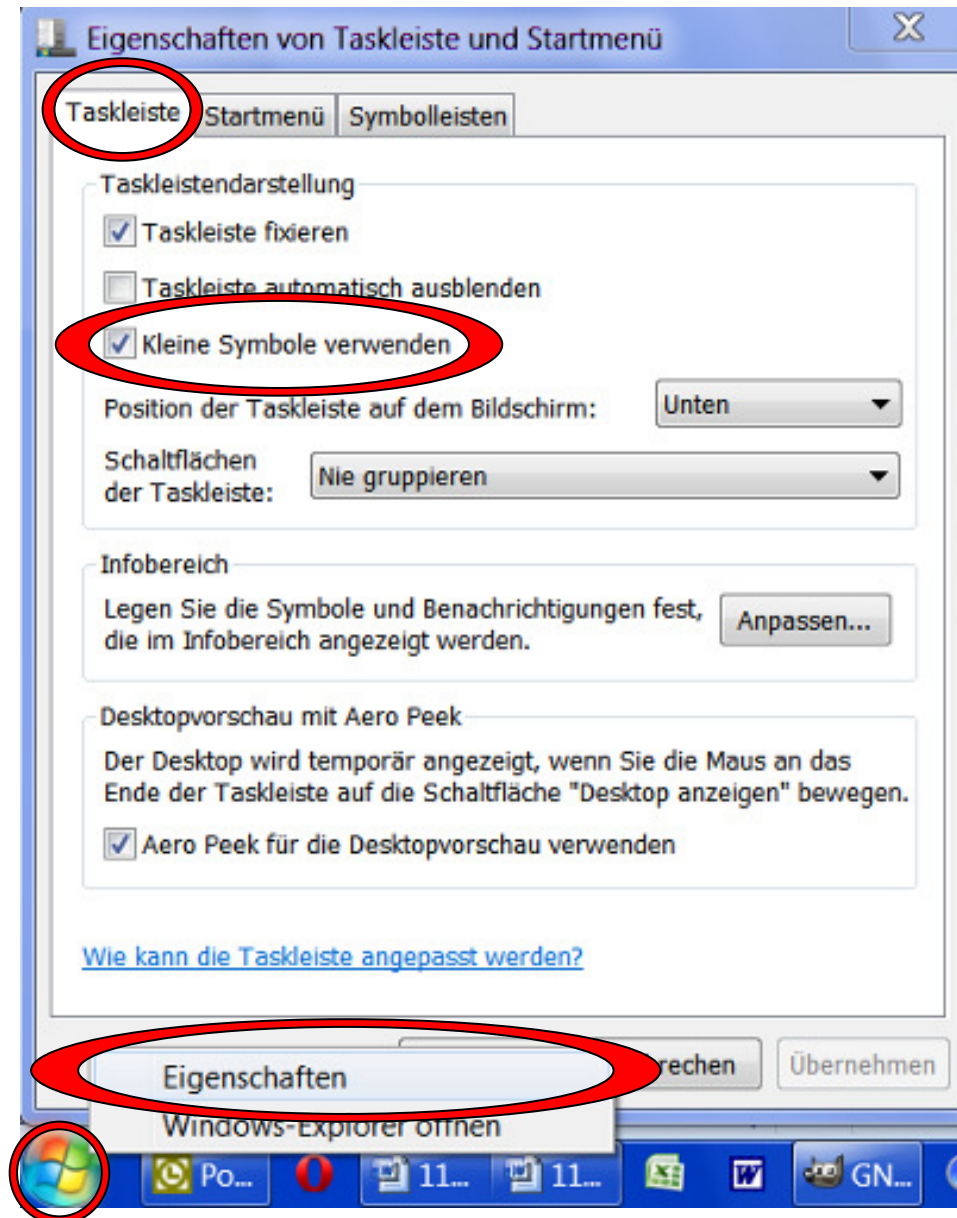 Eigenschaften von Taskleiste und Startmenü
Taskleiste Startmenü Symbolleisten
Taskleistendarstellung
Taskleiste fixieren
Taskleiste automatisch ausblenden
Kleine Symbole verwenden
Position der Taskleiste auf dem Bildschirm: Unten
Schaltflächen
der Taskleiste: Nie gruppieren
Infobereich
Legen Sie die Symbole und Benachrichtigungen fest,
die im Infobereich angezeigt werden.
Anpassen...
Desktopvorschau mit Aero Peek
Der Desktop wird temporär angezeigt, wenn Sie die Maus an das
Ende der Taskleiste auf die Schaltfläche "Desktop anzeigen" bewegen.
Aero Peek für die Desktopvorschau verwenden
Wie kann die Taskleiste angepasst werden?
rechen Übernehmen
Eigenschaften
Windows-Explorer öffnen
Po... 11... 11... GN...